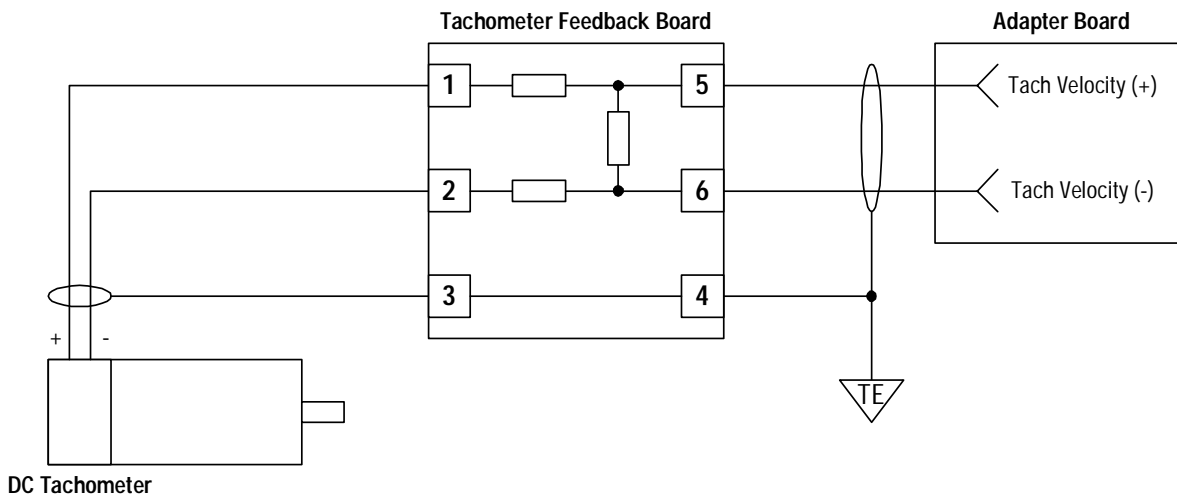 Tachometer Feedback Board
Adapter Board
1
5
Tach Velocity (+)
2
6
Tach Velocity (-)
3
4
+ -
TE
DC Tachometer